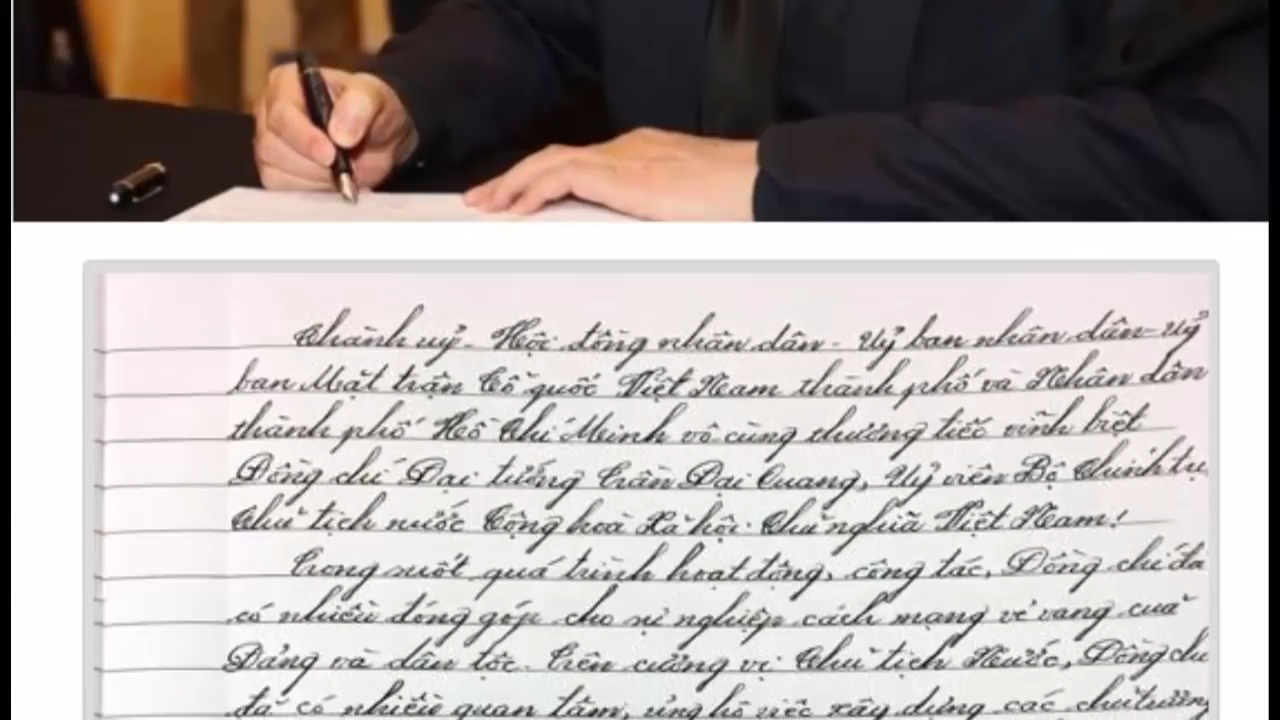 Thành uỷ - Hội đồng nhân dân - Uỷ ban nhân dân - Uỷ
ban Mặt trận Tổ quốc Việt Nam thành phố và Nhân dân
thành phố Hồ Chí Minh vô cùng thương tiếc vĩnh biệt
Đồng chí Đại tướng Trần Đại Quang, Uỷ viên Bộ Chính trị,
Chủ tịch nước Cộng hoà Xã hội Chủ nghĩa Việt Nam!
Trong suốt quá trình hoạt động, công tác, Đồng chí đã
có nhiều đóng góp cho sự nghiệp cách mạng vẻ vang của
Đảng và dân tộc. Trên cương vị Chủ tịch Nước, Đồng chí
đã có nhiều quan tâm, ủng hộ việc xây dựng các chủ trương